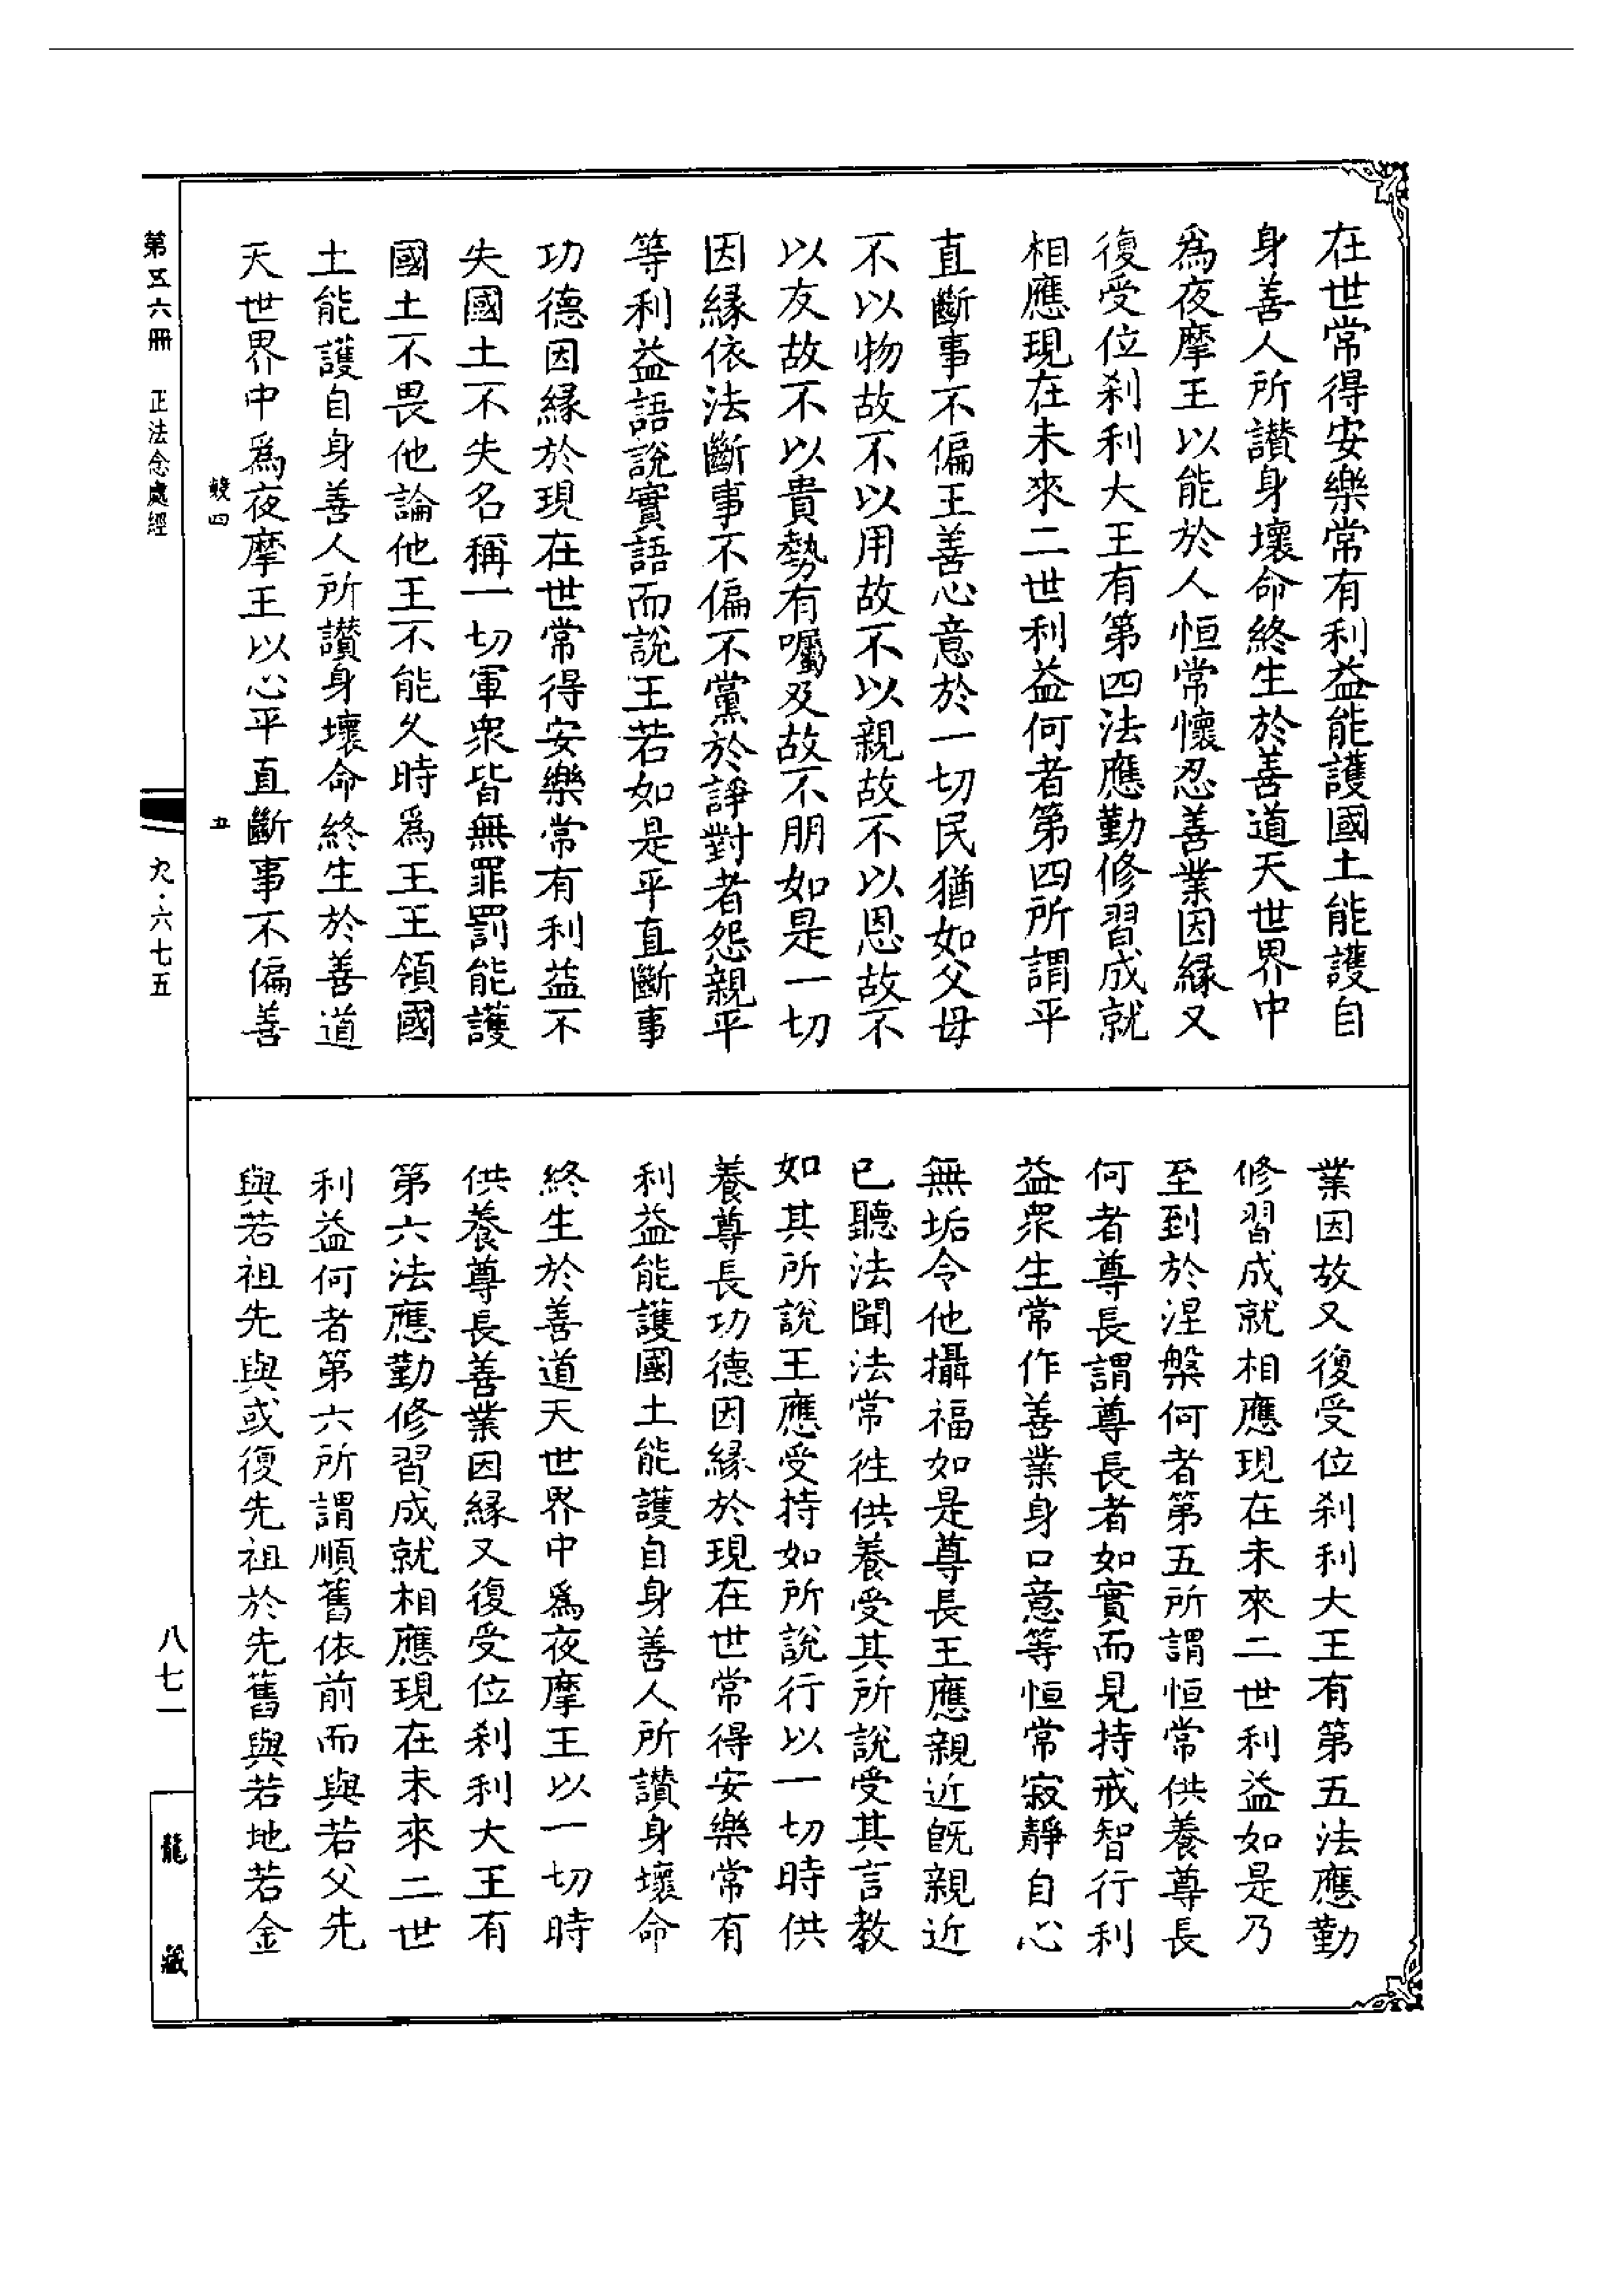 在世常得安樂常有利益能護國土能護自
身善人所讃身壞命終生於善道天世界中
爲夜摩王以能於人恒常懷忍善業因緣又
復受位刹利大王有第四法應勤修習成就
相應現在未來二世利益何者第四所謂平
直斷事不偏王善心意於一切民猶如父母
不以物故不以用故不以親故不以恩故不
以友故不以貴勢有囑及故不朋如是一切
因緣依法斷事不偏不黨於諍對者怨親平
等利益語說實語而說王若如是平直斷事
功德因緣於現在世常得安樂常有利益不
失國土不失名稱一切軍衆皆無罪罰能護
國土不畏他論他王不能久時爲王王領國
土能護自身善人所讃身壞命終生於善道
天世界中爲夜摩王以心平直斷事不偏善
業因故又復受位刹利大王有第五法應勤
修習成就相應現在未來二世利益如是乃
至到於涅槃何者第五所謂恒常供養尊長
何者尊長謂尊長者如實而見持戒智行利
益衆生常作善業身口意等恒常寂靜自心
無垢令他攝福如是尊長王應親近旣親近
已聽法聞法常徃供養受其所說受其言教
如其所說王應受持如所說行以一切時供
養尊長功德因緣於現在世常得安樂常有
利益能護國土能護自身善人所讃身壞命
終生於善道天世界中爲夜摩王以一切時
供養尊長善業因緣又復受位刹利大王有
第六法應勤修習成就相應現在未來二世
利益何者第六所謂順舊依前而與若父先
與若祖先與或復先祖於先舊與若地若金
競四
五
第五六冊 正法念處經
九·六七五
八七一
龍藏